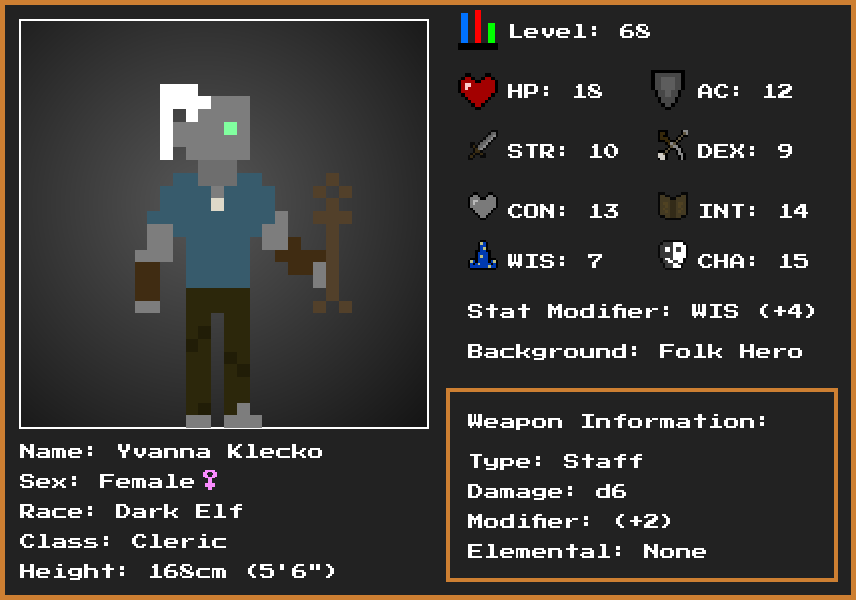 Level: 68
HP: 18 AC: 12
STR: 10 DEX: 9
CON: 13 INT: 14
WIS: 7 CHA: 15
Stat Modifier: WIS (+4)
Background: Folk Hero
Weapon Information:
Type: Staff
Damage: d6
Modifier: (+2)
Elemental: None
Name: Yvanna Klecko
Sex: Female♀
Race: Dark Elf
Class: Cleric
Height: 168cm (5'6")